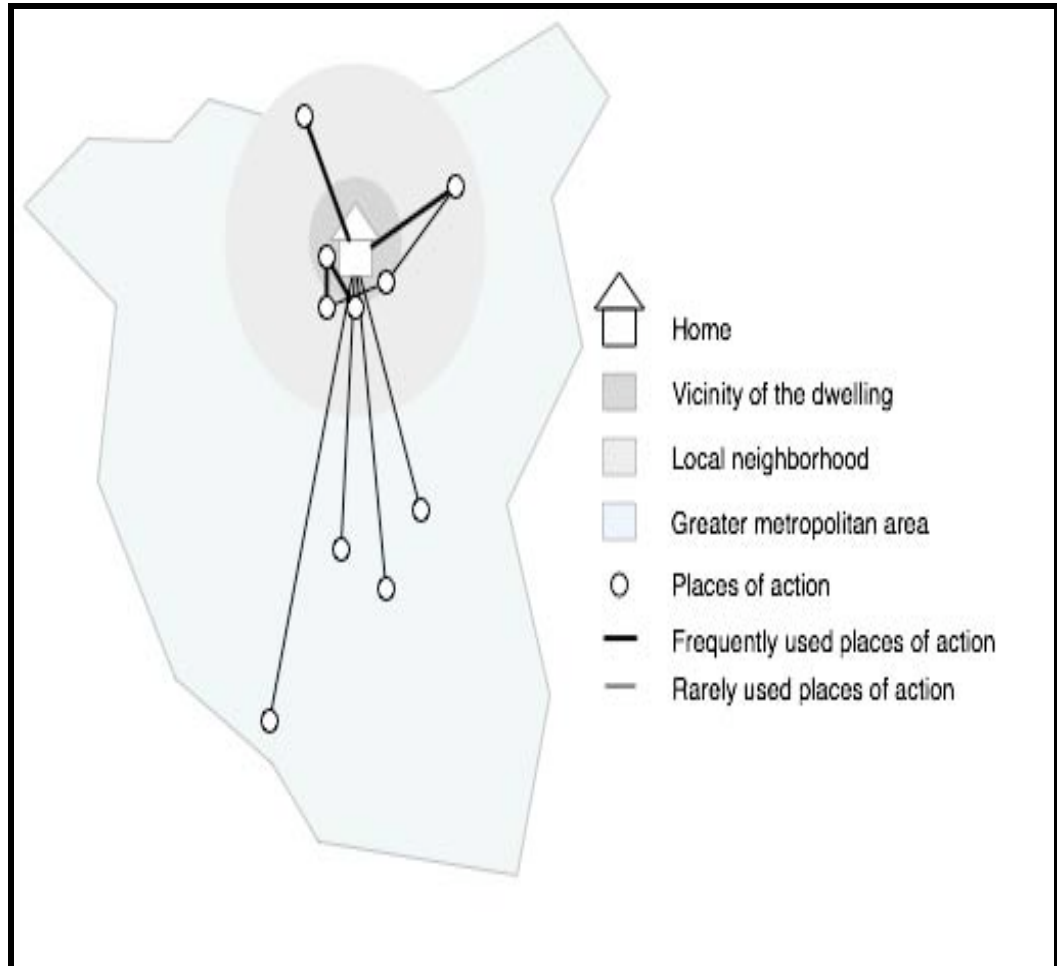 Home
Vicinity of the dwelling
Local neighborhood
Greater metropolitan area
Places of action
Frequently used places of action
Rarely used places of action